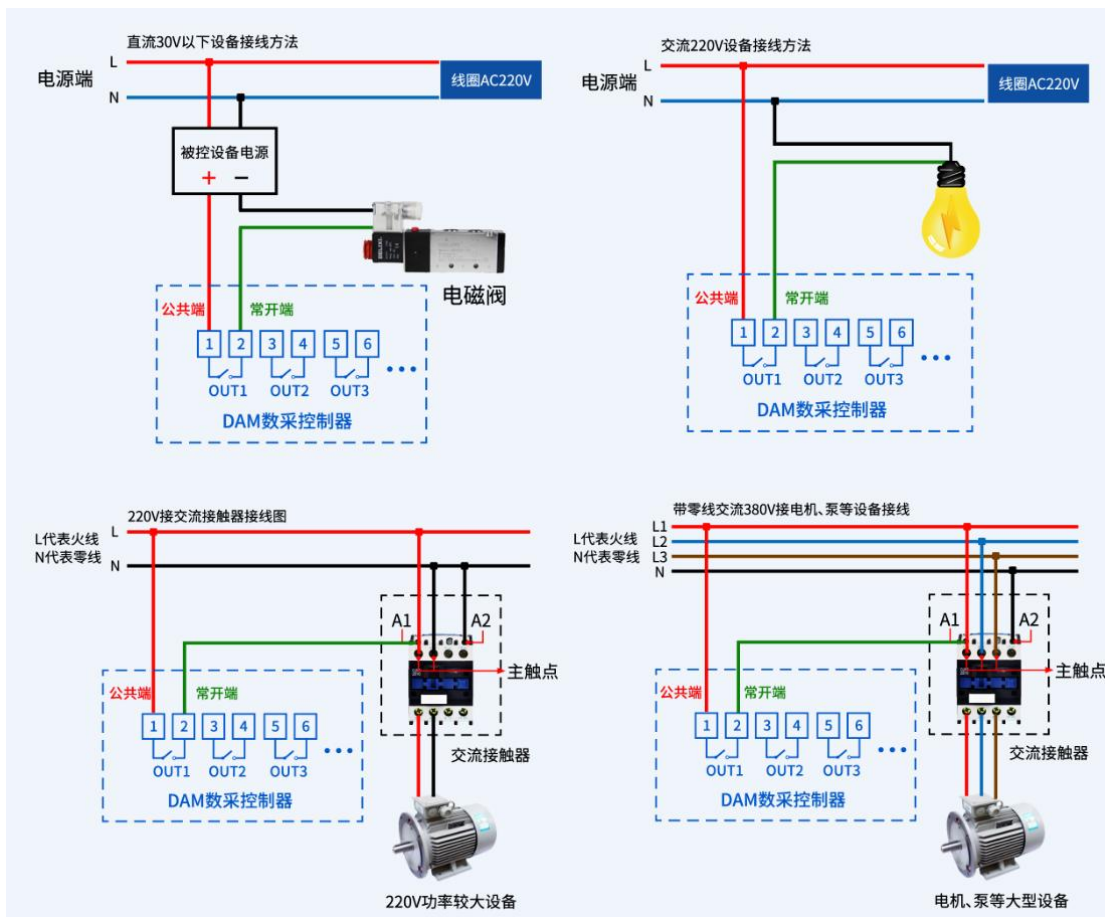 直流30V以下设备接线方法
L
电源端
线圈AC220V
N
被控设备电源
+ −
电磁阀
公共端
常开端
1 2 3 4 5 6
OUT1 OUT2 OUT3
DAM数采控制器
交流220V设备接线方法
L
电源端
线圈AC220V
N
公共端
常开端
1 2 3 4 5 6
OUT1 OUT2 OUT3
DAM数采控制器
220V接交流接触器接线图
L
L代表火线
N代表零线
N
A1 A2
主触点
公共端
常开端
1 2 3 4 5 6
OUT1 OUT2 OUT3
交流接触器
DAM数采控制器
220V功率较大设备
带零线交流380V接电机、泵等设备接线
L1
L代表火线 L2
N代表零线 L3
N
A1 A2
主触点
公共端
常开端
1 2 3 4 5 6
OUT1 OUT2 OUT3
交流接触器
DAM数采控制器
电机、泵等大型设备